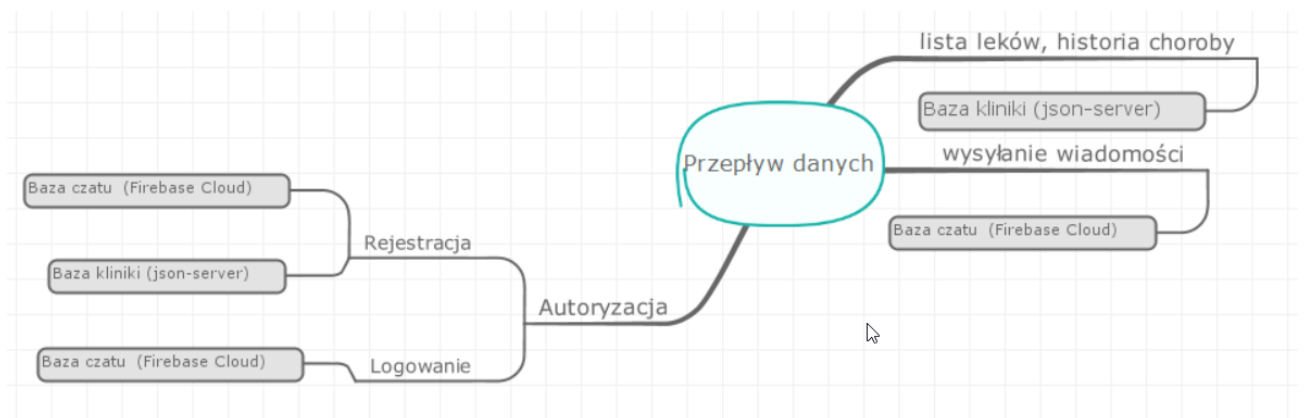 lista leków, historia choroby
Baza kliniki (json-server)
Przepływ danych
wysyłanie wiadomości
Baza czatu (Firebase Cloud)
Baza czatu (Firebase Cloud)
Rejestracja
Baza kliniki (json-server)
Autoryzacja
Baza czatu (Firebase Cloud)
Logowanie